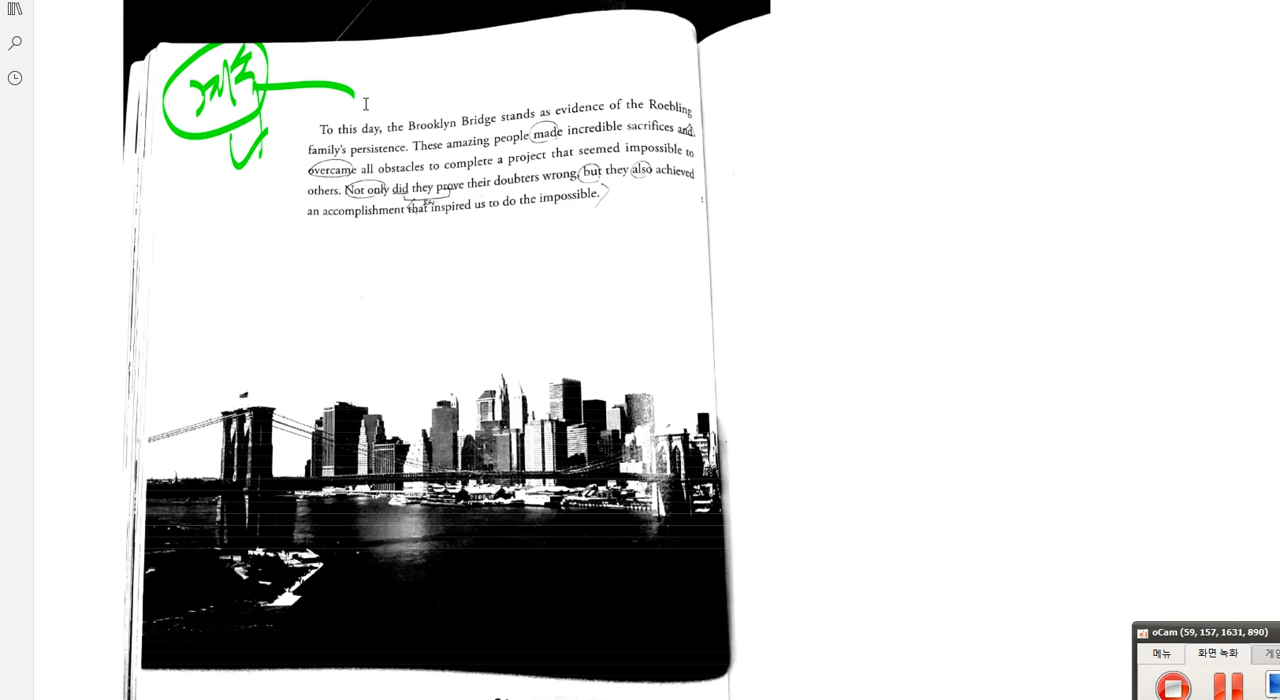 To this day, the Brooklyn Bridge stands as evidence of the Roebling
family's persistence. These amazing people made incredible sacrifices and
overcame all obstacles to complete a project that seemed impossible to
others. Not only did they prove their doubters wrong, but they also achieved
an accomplishment that inspired us to do the impossible.
oCam (59, 157, 1631, 890)
메뉴
화면 녹화